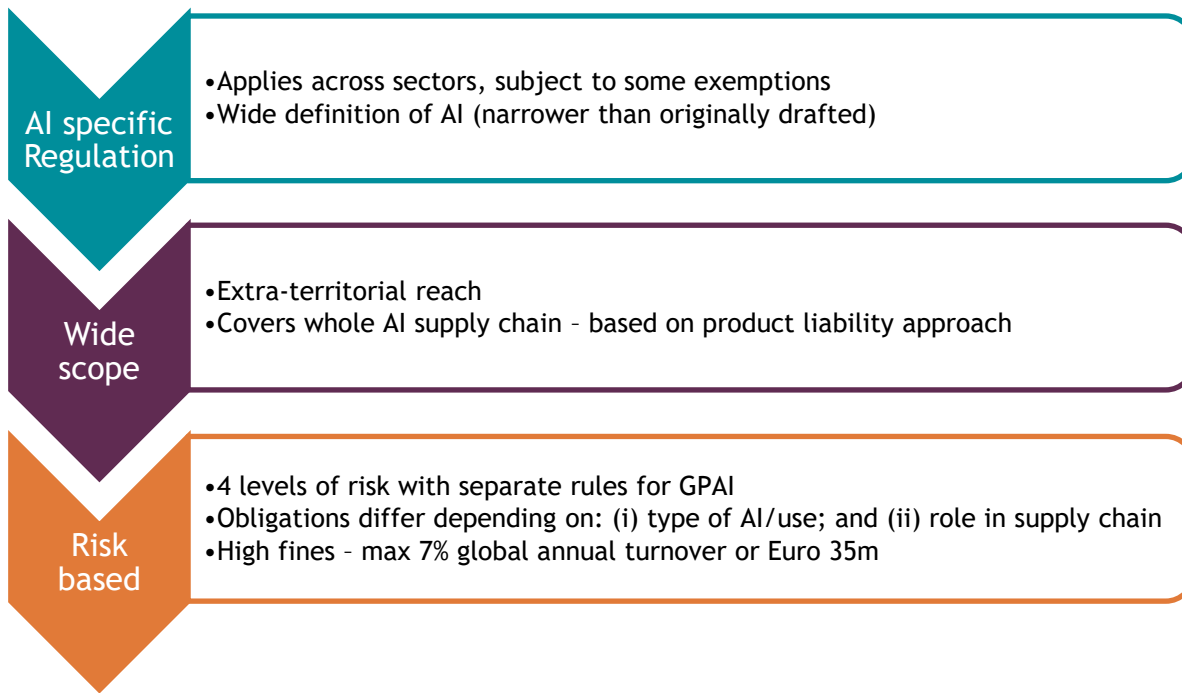 AI specific
Regulation
•Applies across sectors, subject to some exemptions
•Wide definition of AI (narrower than originally drafted)
Wide
scope
•Extra-territorial reach
•Covers whole AI supply chain – based on product liability approach
Risk
based
•4 levels of risk with separate rules for GPAI
•Obligations differ depending on: (i) type of AI/use; and (ii) role in supply chain
•High fines – max 7% global annual turnover or Euro 35m